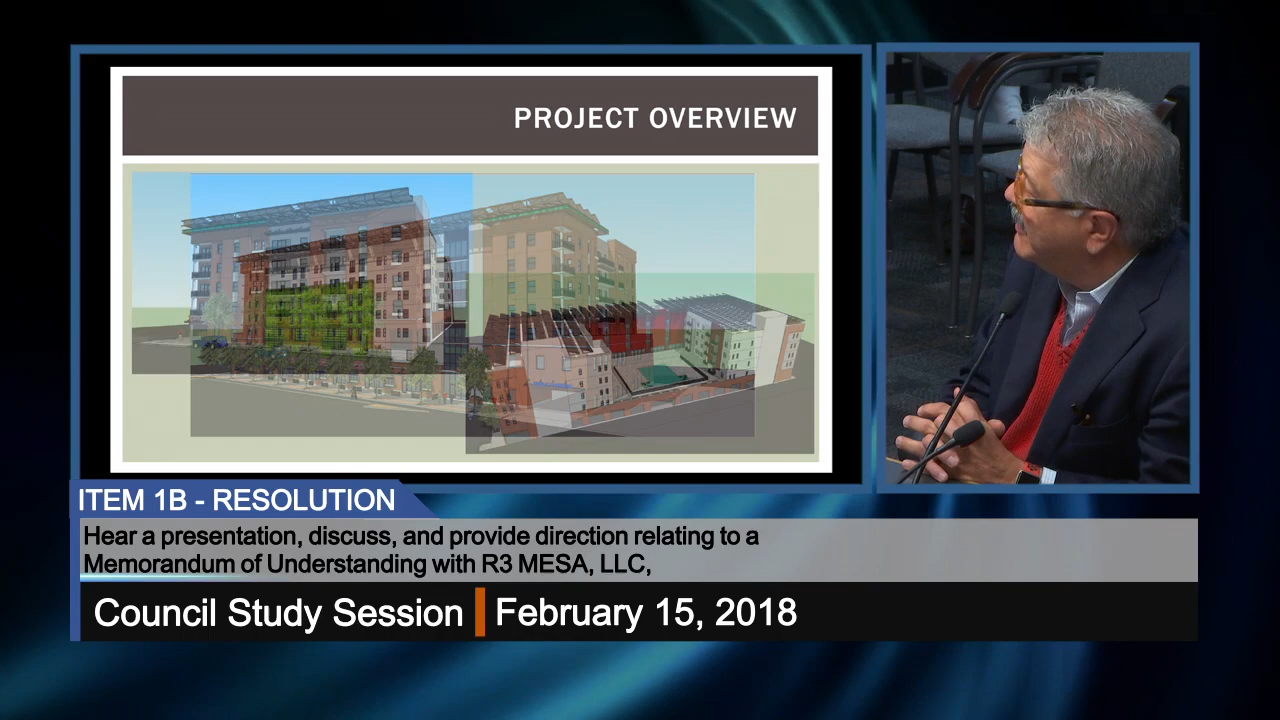 PROJECT OVERVIEW
ITEM 1B - RESOLUTION
Hear a presentation, discuss, and provide direction relating to a
Memorandum of Understanding with R3 MESA, LLC,
Council Study Session February 15, 2018